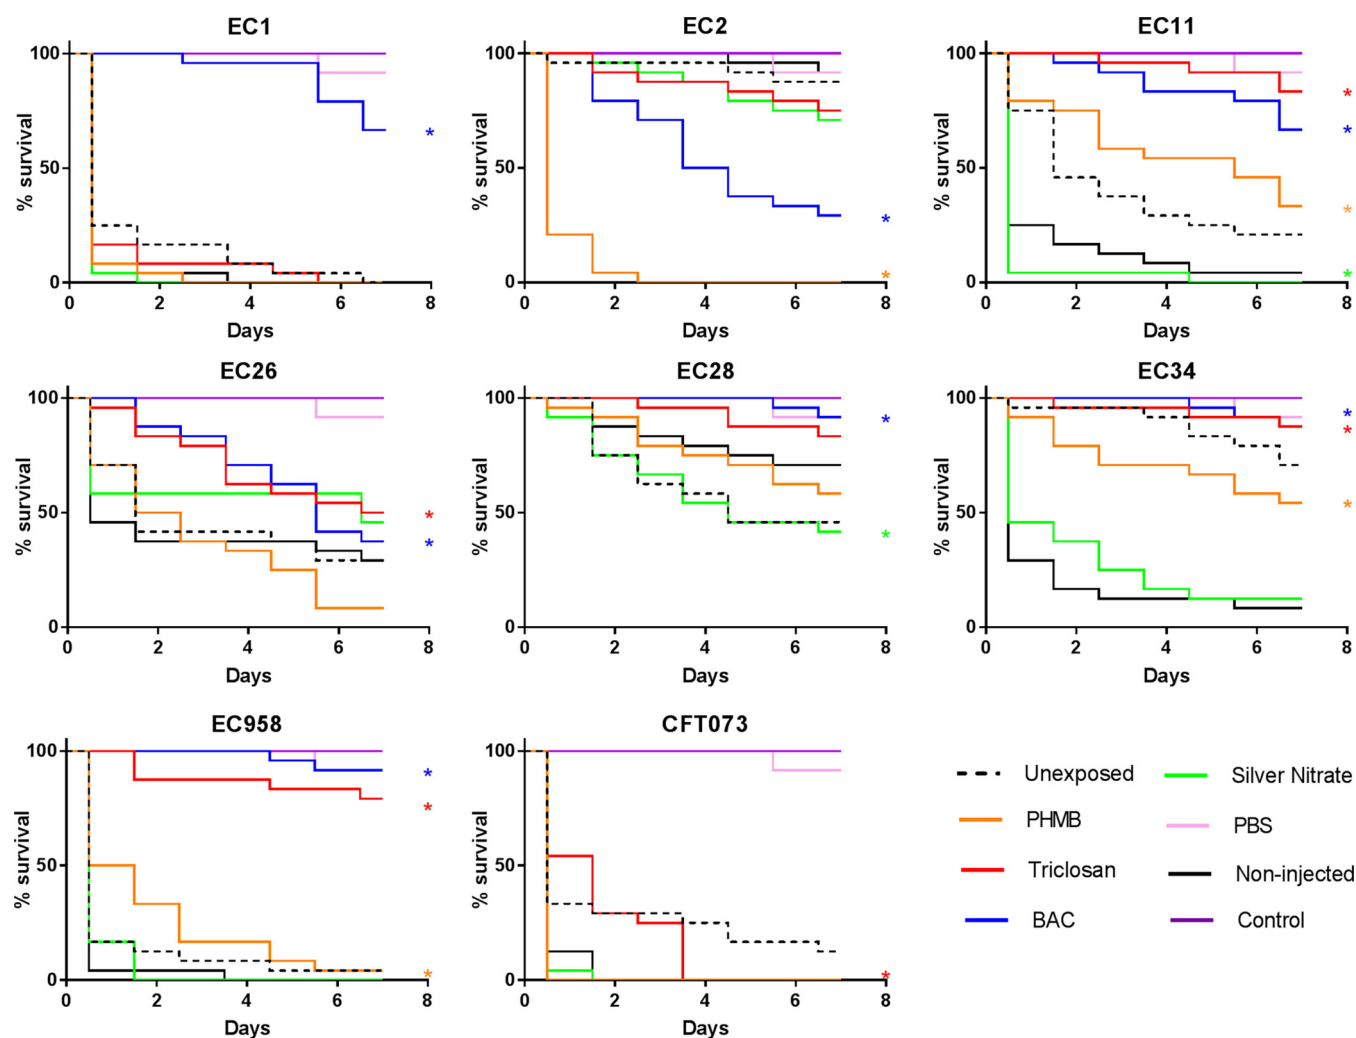 EC1
100
50
0
% survival
0 2 4 6 8
Days
*
EC2
100
50
0
% survival
0 2 4 6 8
Days
*
*
EC11
100
50
0
% survival
0 2 4 6 8
Days
*
*
*
*
EC26
100
50
0
% survival
0 2 4 6 8
Days
*
*
EC28
100
50
0
% survival
0 2 4 6 8
Days
*
*
EC34
100
50
0
% survival
0 2 4 6 8
Days
*
*
*
EC958
100
50
0
% survival
0 2 4 6 8
Days
*
*
*
CFT073
100
50
0
% survival
0 2 4 6 8
Days
*
Unexposed
Silver Nitrate
PHMB
PBS
Triclosan
Non-injected
BAC
Control